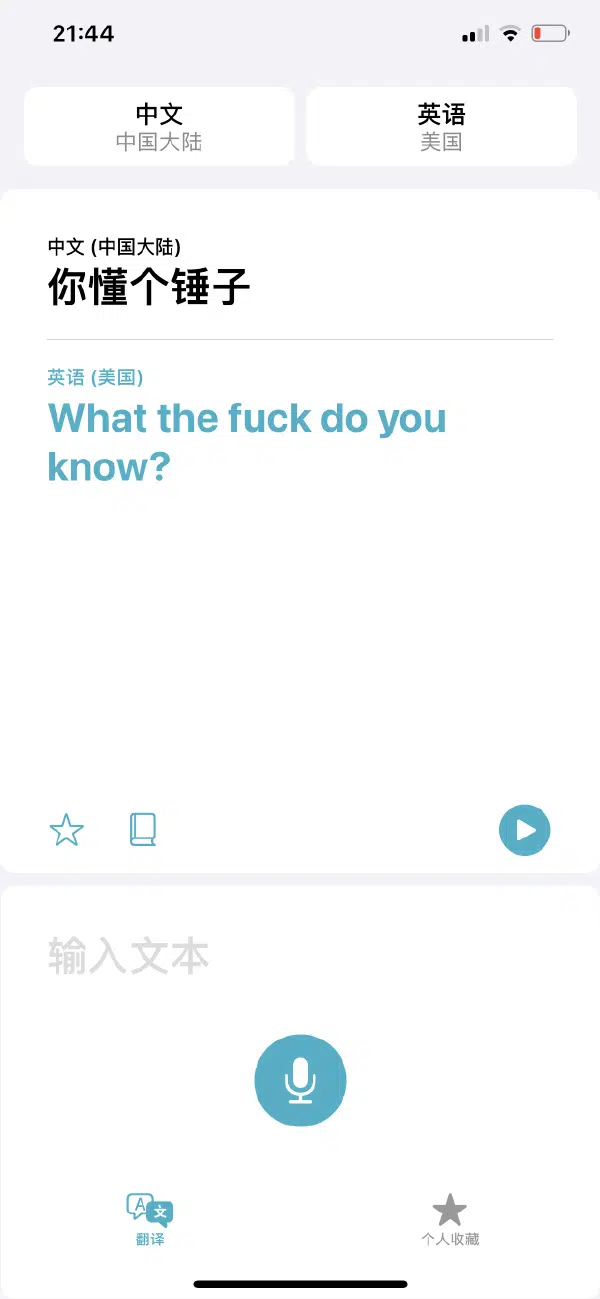 21:44
中文
中国大陆
英语
美国
中文 (中国大陆)
你懂个锤子
英语 (美国)
What the fuck do you
know?
输入文本
A 文
翻译
个人收藏